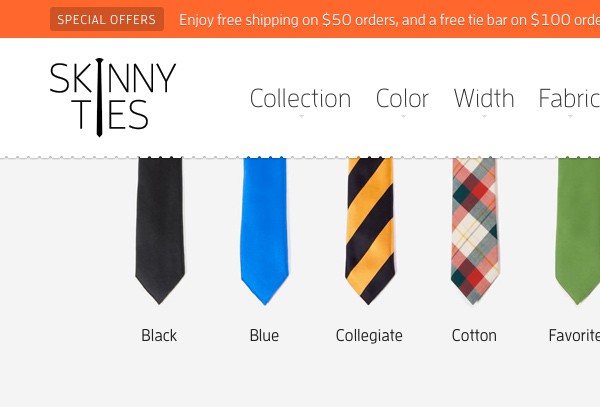 SPECIAL OFFERS Enjoy free shipping on $50 orders, and a free tie bar on $100 orde
SKINNY
TIES
Collection Color Width Fabric
Black Blue Collegiate Cotton Favorite